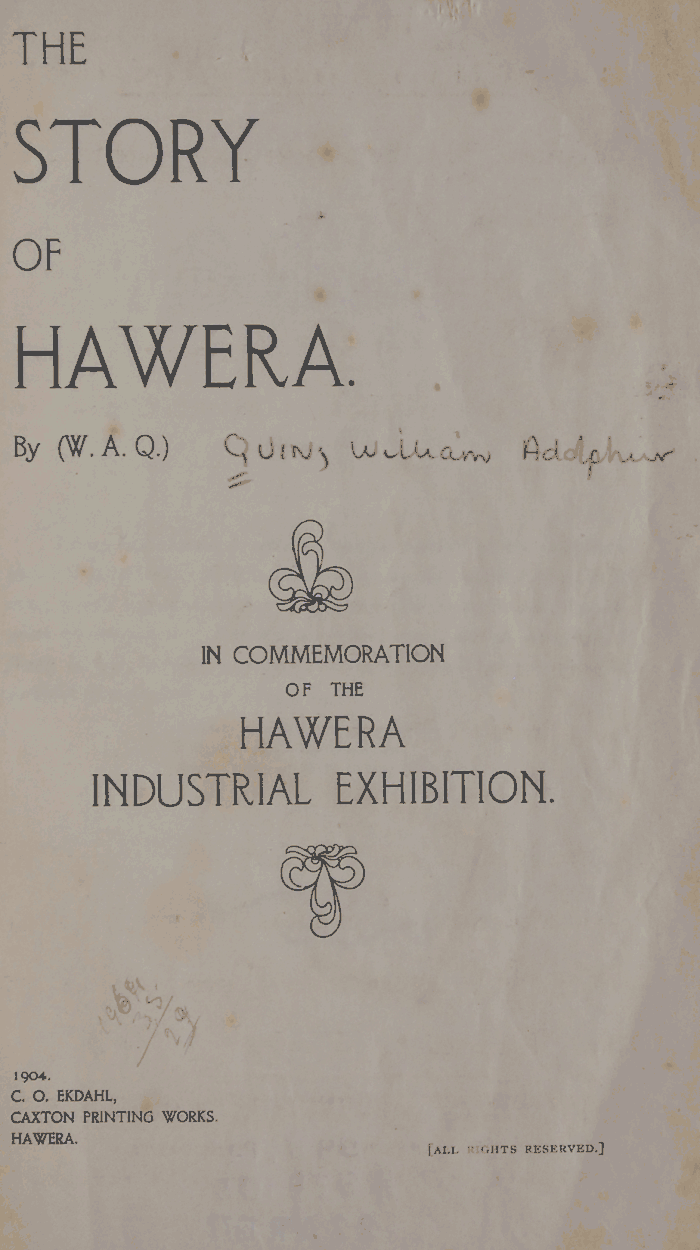 THE
STORY
OF
HAWERA.
By (W. A. Q.) QUIN, William Adolphus
IN COMMEMORATION
OF THE
HAWERA
INDUSTRIAL EXHIBITION.
1904.
C. O. EKDAHL,
CAXTON PRINTING WORKS.
HAWERA.
[ALL RIGHTS RESERVED.]